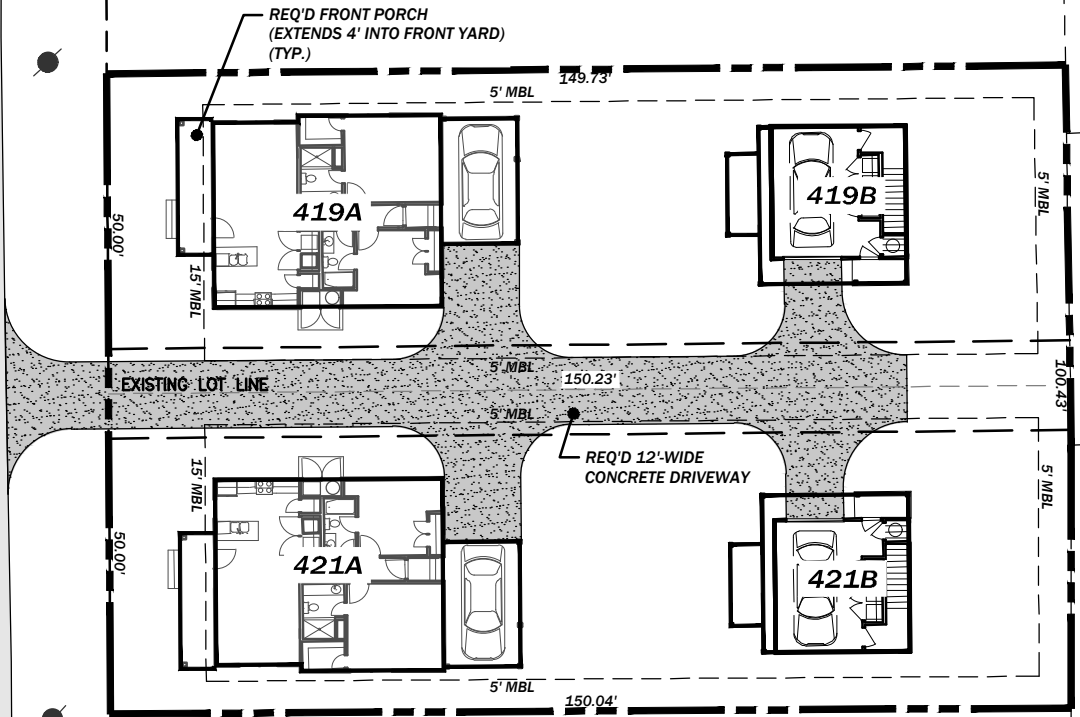 REQ'D FRONT PORCH
(EXTENDS 4' INTO FRONT YARD)
(TYP.)
149.73'
5' MBL
419A
419B
5' MBL
50.00'
15' MBL
5' MBL
EXISTING LOT LINE
150.23'
100.43'
5' MBL
REQ'D 12'-WIDE
CONCRETE DRIVEWAY
15' MBL
5' MBL
50.00'
421A
421B
5' MBL
150.04'